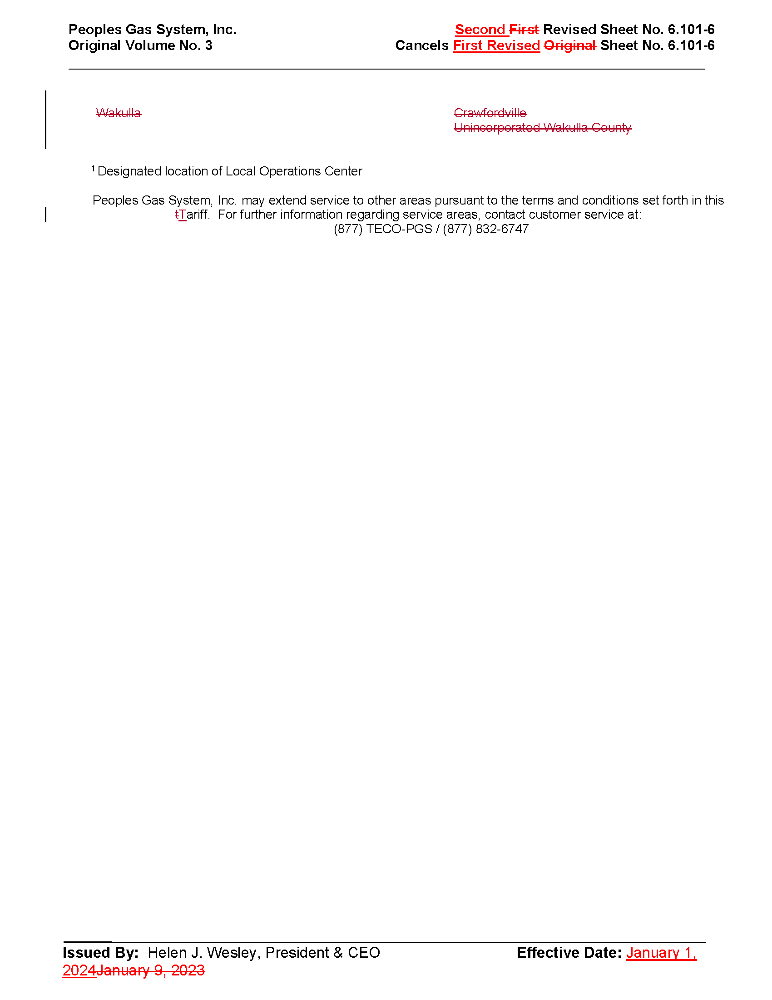 Peoples Gas System, Inc. Second First Revised Sheet No. 6.101-6
Original Volume No. 3 Cancels First Revised Original Sheet No. 6.101-6
Wakulla Crawfordville
Unincorporated Wakulla County
1 Designated location of Local Operations Center
Peoples Gas System, Inc. may extend service to other areas pursuant to the terms and conditions set forth in this
tTariff. For further information regarding service areas, contact customer service at:
(877) TECO-PGS / (877) 832-6747
Issued By: Helen J. Wesley, President & CEO Effective Date: January 1,
2024January 9, 2023